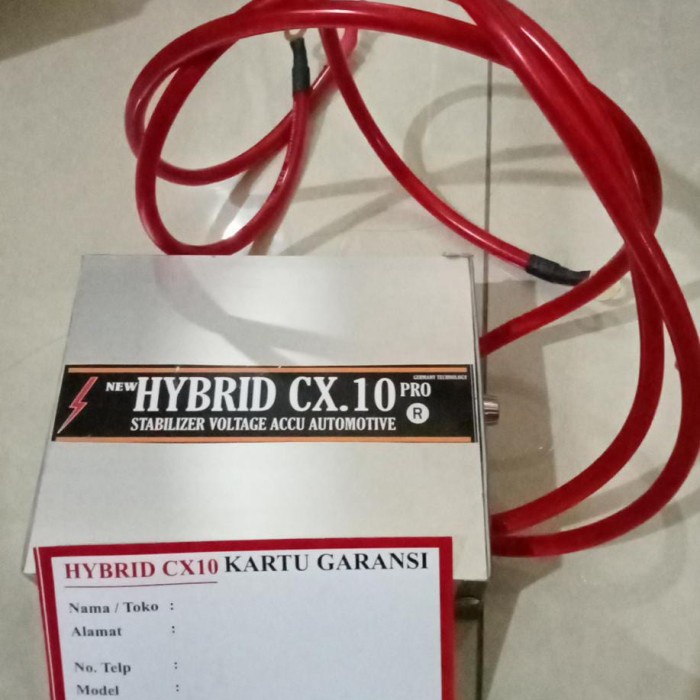 GERMANY TECHNOLOGY
NEW HYBRID CX.10 PRO
STABILIZER VOLTAGE ACCU AUTOMOTIVE ®
HYBRID CX10 KARTU GARANSI
Nama / Toko :
Alamat :
No. Telp :
Model :